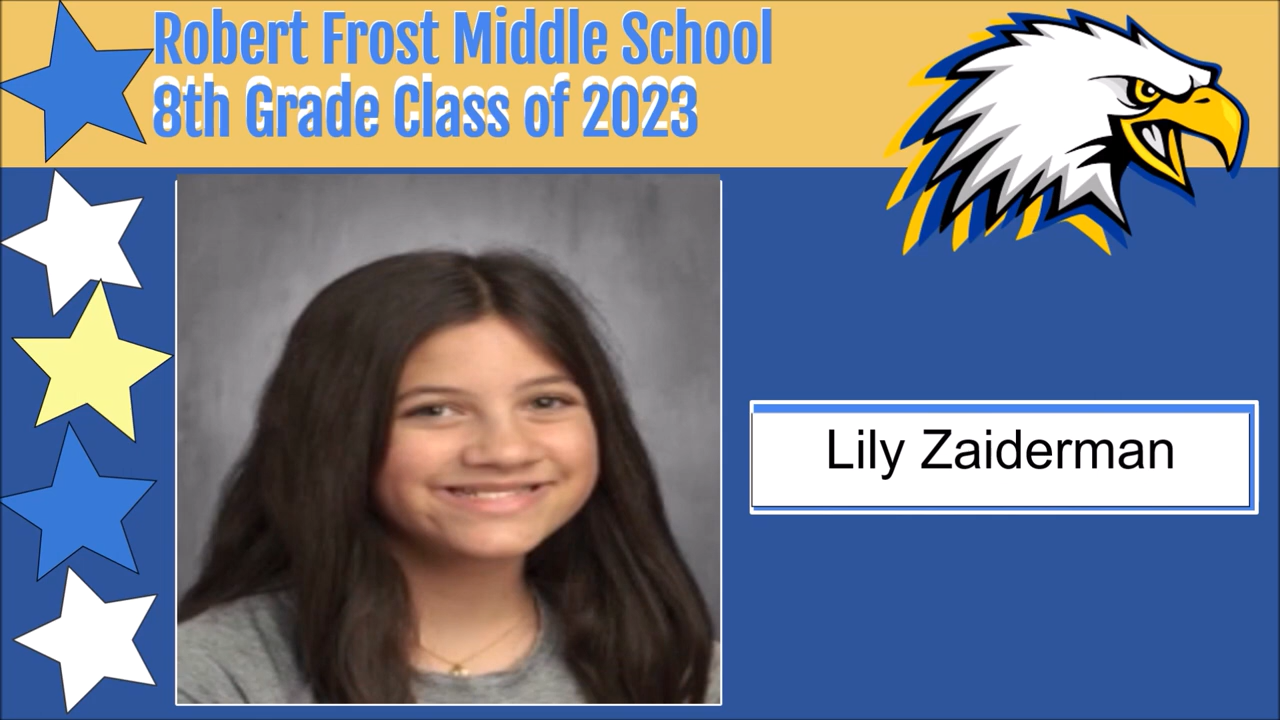 Robert Frost Middle School
8th Grade Class of 2023
Lily Zaiderman